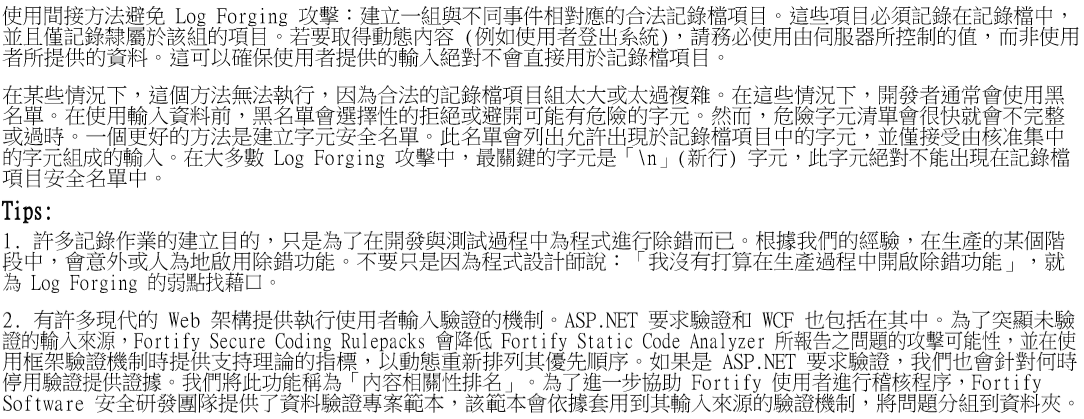 使用間接方法避免 Log Forging 攻擊：建立一組與不同事件相對應的合法記錄檔項目。這些項目必須記錄在記錄檔中，
並且僅記錄隸屬於該組的項目。若要取得動態內容 (例如使用者登出系統)，請務必使用由伺服器所控制的值，而非使用
者所提供的資料。這可以確保使用者提供的輸入絕對不會直接用於記錄檔項目。
在某些情況下，這個方法無法執行，因為合法的記錄檔項目組太大或太過複雜。在這些情況下，開發者通常會使用黑
名單。在使用輸入資料前，黑名單會選擇性的拒絕或避開可能有危險的字元。然而，危險字元清單會很快就會不完整
或過時。一個更好的方法是建立字元安全名單。此名單會列出允許出現於記錄檔項目中的字元，並僅接受由核准集中
的字元組成的輸入。在大多數 Log Forging 攻擊中，最關鍵的字元是「\n」(新行) 字元，此字元絕對不能出現在記錄檔
項目安全名單中。
Tips:
1. 許多記錄作業的建立目的，只是為了在開發與測試過程中為程式進行除錯而已。根據我們的經驗，在生產的某個階
段中，會意外或人為地啟用除錯功能。不要只是因為程式設計師說：「我沒有打算在生產過程中開啟除錯功能」，就
為 Log Forging 的弱點找藉口。
2. 有許多現代的 Web 架構提供執行使用者輸入驗證的機制。ASP.NET 要求驗證和 WCF 也包括在其中。為了突顯未驗
證的輸入來源，Fortify Secure Coding Rulepacks 會降低 Fortify Static Code Analyzer 所報告之問題的攻擊可能性，並在使
用框架驗證機制時提供支持理論的指標，以動態重新排列其優先順序。如果是 ASP.NET 要求驗證，我們也會針對何時
停用驗證提供證據。我們將此功能稱為「內容相關性排名」。為了進一步協助 Fortify 使用者進行稽核程序，Fortify
Software 安全研發團隊提供了資料驗證專案範本，該範本會依據套用到其輸入來源的驗證機制，將問題分組到資料夾。